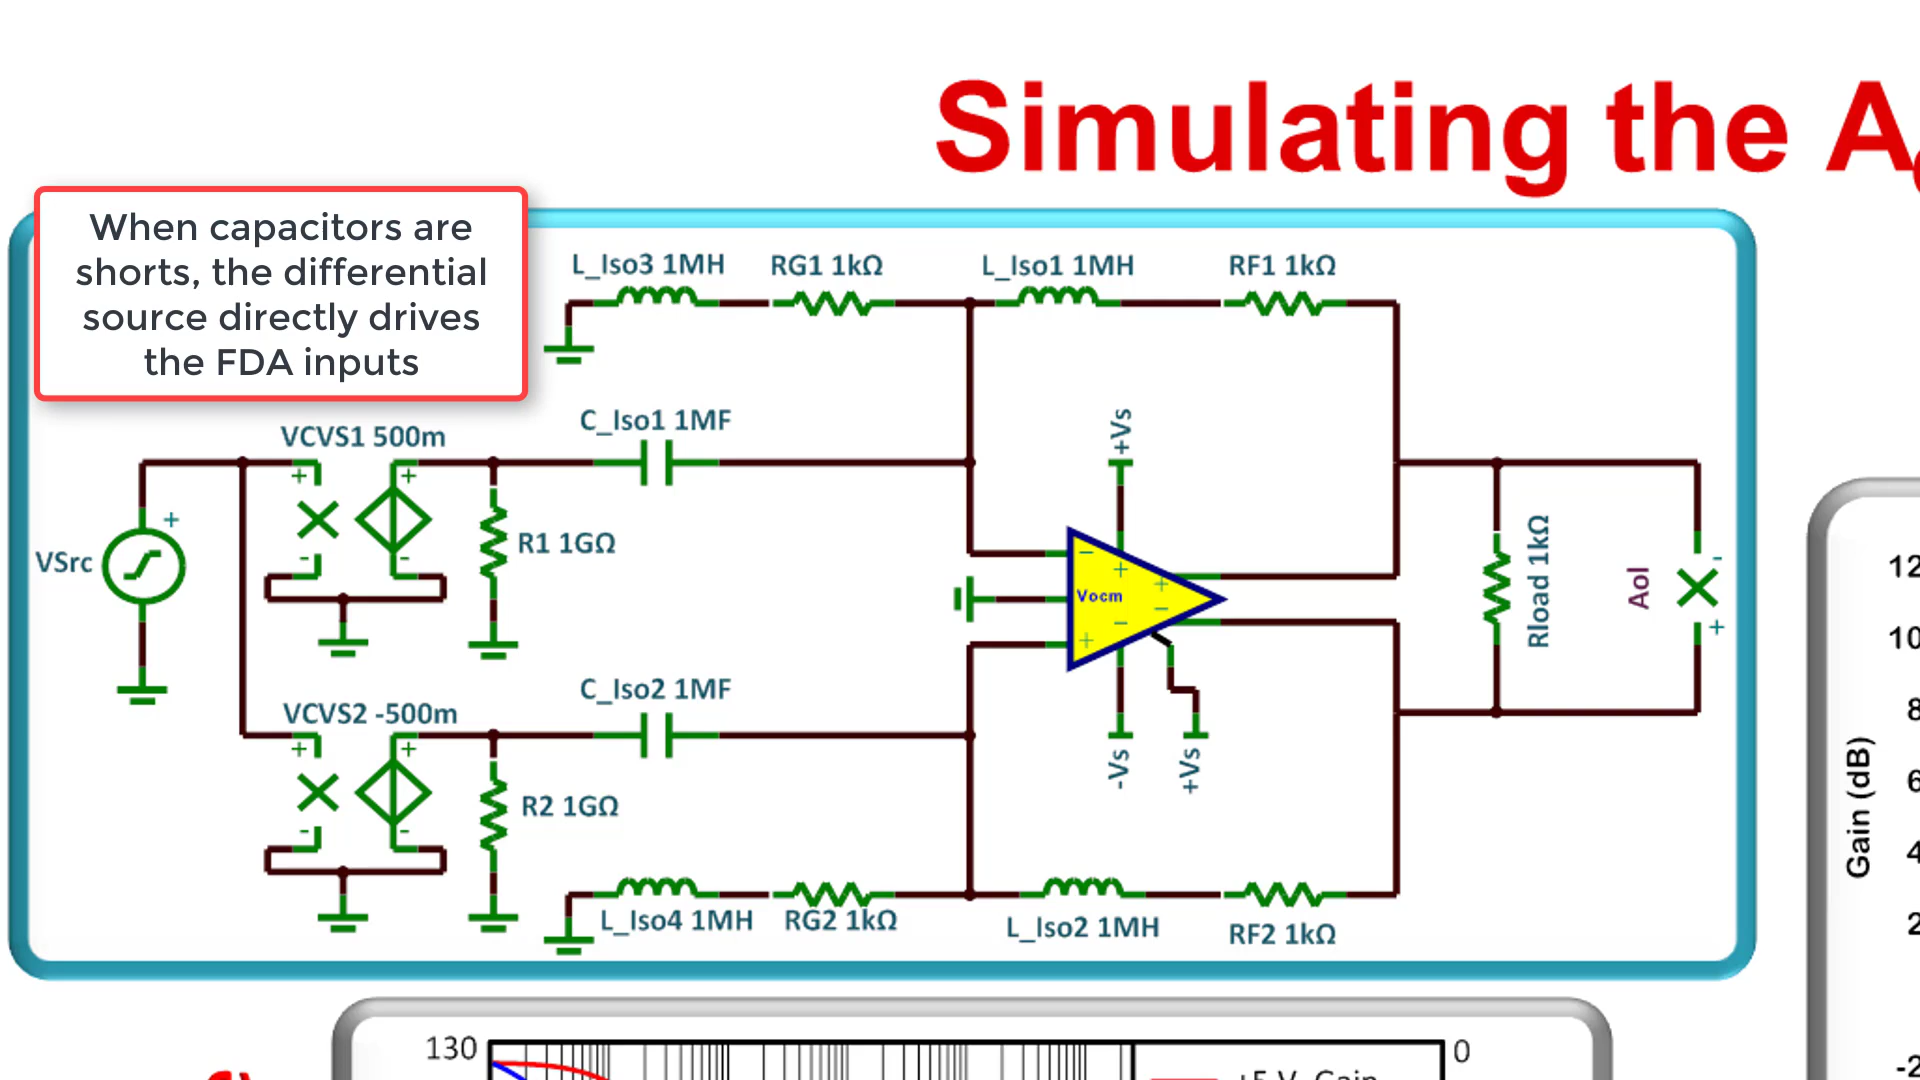 Simulating the A
When capacitors are
shorts, the differential
source directly drives
the FDA inputs
L_Iso3 1MH
RG1 1kΩ
L_Iso1 1MH
RF1 1kΩ
VCVS1 500m
C_Iso1 1MF
+Vs
VSrc
R1 1GΩ
Vocm
Rload 1kΩ
Aol
VCVS2 -500m
C_Iso2 1MF
-Vs
+Vs
R2 1GΩ
L_Iso4 1MH
RG2 1kΩ
L_Iso2 1MH
RF2 1kΩ
Gain (dB)
130
0